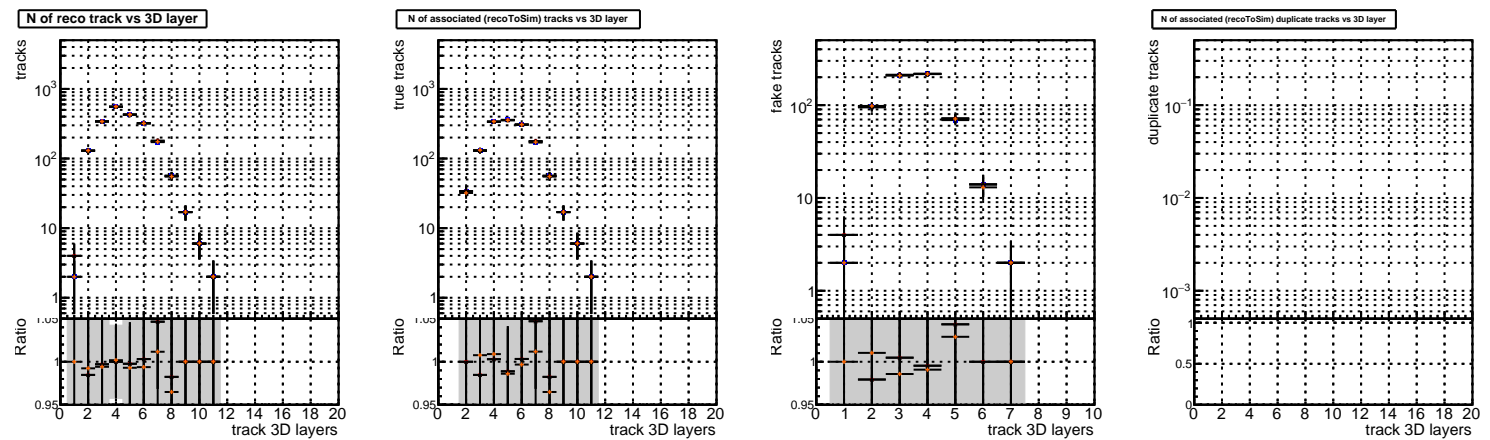 N of reco track vs 3D layer
tracks
10³
10²
10
1
Ratio
1.05
1
0.95
0 2 4 6 8 10 12 14 16 18 20
track 3D layers
N of associated (recoToSim) tracks vs 3D layer
true tracks
10³
10²
10
1
Ratio
1.05
1
0.95
0 2 4 6 8 10 12 14 16 18 20
track 3D layers
fake tracks
10²
10
1
Ratio
1.05
1
0.95
0 1 2 3 4 5 6 7 8 9 10
track 3D layers
N of associated (recoToSim) duplicate tracks vs 3D layer
duplicate tracks
10⁻¹
10⁻²
10⁻³
Ratio
1
0.5
0
0 2 4 6 8 10 12 14 16 18 20
track 3D layers